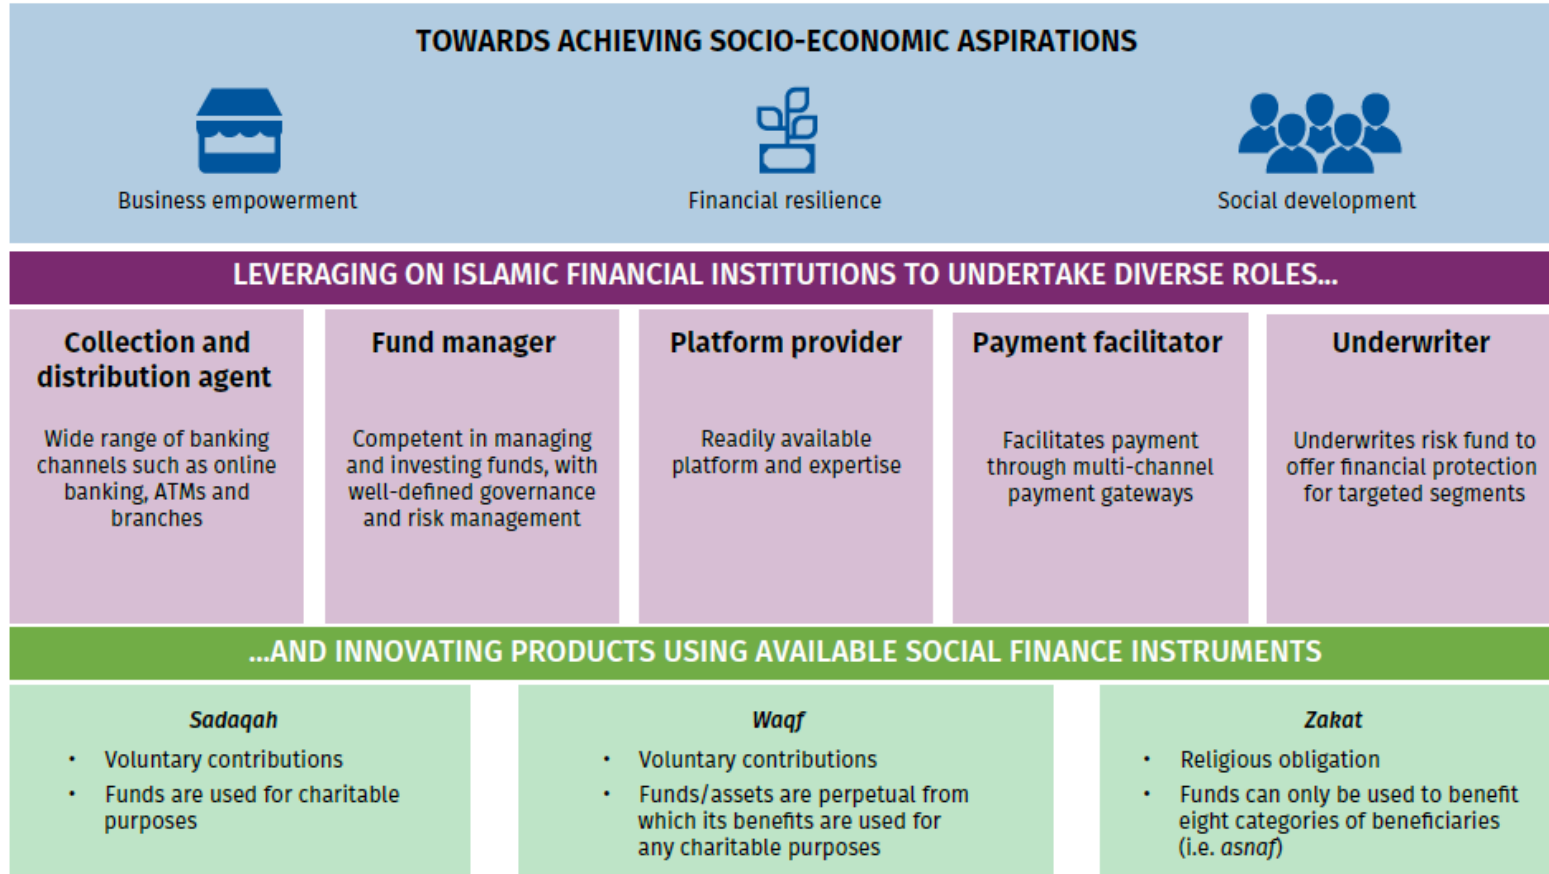 TOWARDS ACHIEVING SOCIO-ECONOMIC ASPIRATIONS
Business empowerment
Financial resilience
Social development
LEVERAGING ON ISLAMIC FINANCIAL INSTITUTIONS TO UNDERTAKE DIVERSE ROLES...
Collection and
distribution agent
Wide range of banking
channels such as online
banking, ATMs and
branches
Fund manager
Competent in managing
and investing funds, with
well-defined governance
and risk management
Platform provider
Readily available
platform and expertise
Payment facilitator
Facilitates payment
through multi-channel
payment gateways
Underwriter
Underwrites risk fund to
offer financial protection
for targeted segments
...AND INNOVATING PRODUCTS USING AVAILABLE SOCIAL FINANCE INSTRUMENTS
Sadaqah
• Voluntary contributions
• Funds are used for charitable
purposes
Waqf
• Voluntary contributions
• Funds/assets are perpetual from
which its benefits are used for
any charitable purposes
Zakat
• Religious obligation
• Funds can only be used to benefit
eight categories of beneficiaries
(i.e. asnaf)